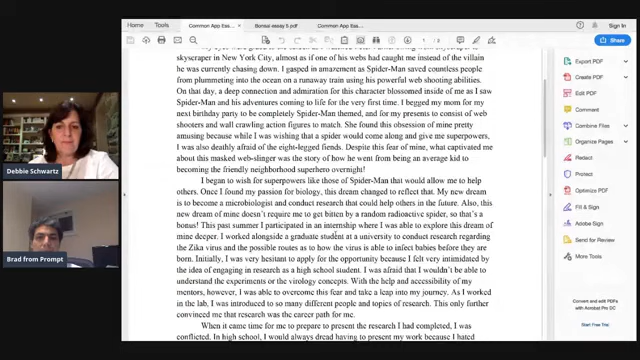 Home
Tools
Common App Ess...
Bonsui-essay 5 pdf
Common App Ess...
Sign In
Share
skyscraper in New York City, almost as if one of his webs had caught me instead of the villain
he was currently chasing down. I gasped in amazement as Spider-Man saved countless people
from plummeting into the ocean on a runaway train using his powerful web shooting abilities.
On that day, a deep connection and admiration for this character blossomed inside of me as I saw
Spider-Man and his adventures coming to life for the very first time. I begged my mom for my
next birthday party to be completely Spider-Man themed, and for my presents to consist of web
shooters and wall crawling action figures to match. She found this obsession of mine pretty
amusing because while I was wishing that a spider would come along and give me superpowers,
I was also deathly afraid of the eight-legged fiends. Despite this fear of mine, what captivated me
about this masked web-slinger was the story of how he went from being an average kid to
becoming the friendly neighborhood superhero overnight!
I began to wish for superpowers like those of Spider-Man that would allow me to help
others. Once I found my passion for biology, this dream changed to reflect that. My new dream
is to become a microbiologist and conduct research that could help others in the future. Also, this
new dream of mine doesn't require me to get bitten by a random radioactive spider, so that's a
bonus! This past summer I participated in an internship where I was able to explore this dream of
mine deeper. I worked alongside a graduate student at a university to conduct research regarding
the Zika virus and the possible routes as to how the virus is able to infect babies before they are
born. Initially, I was very hesitant to apply for the opportunity because I felt very intimidated by
the idea of engaging in research as a high school student. I was afraid that I wouldn't be able to
understand the experiments or the virology concepts. With the help and accessibility of my
mentors, however, I was able to overcome this fear and take a leap into my journey. As I worked
in the lab, I was introduced to so many different people and topics of research. This only further
convinced me that research was the career path for me.
When it came time for me to prepare to present the research I had completed, I was
conflicted. In high school, I would always dread having to present my work because I hated
Export PDF
Create PDF
Edit PDF
Comment
Combine Files
Organize Pages
Redact
Protect
Optimize PDF
Fill & Sign
Adobe Sign
Send for Review
More Tools
Convert and edit PDFs
with Acrobat Pro DC
Start Free Trial
Debbie Schwartz
Brad from Prompt